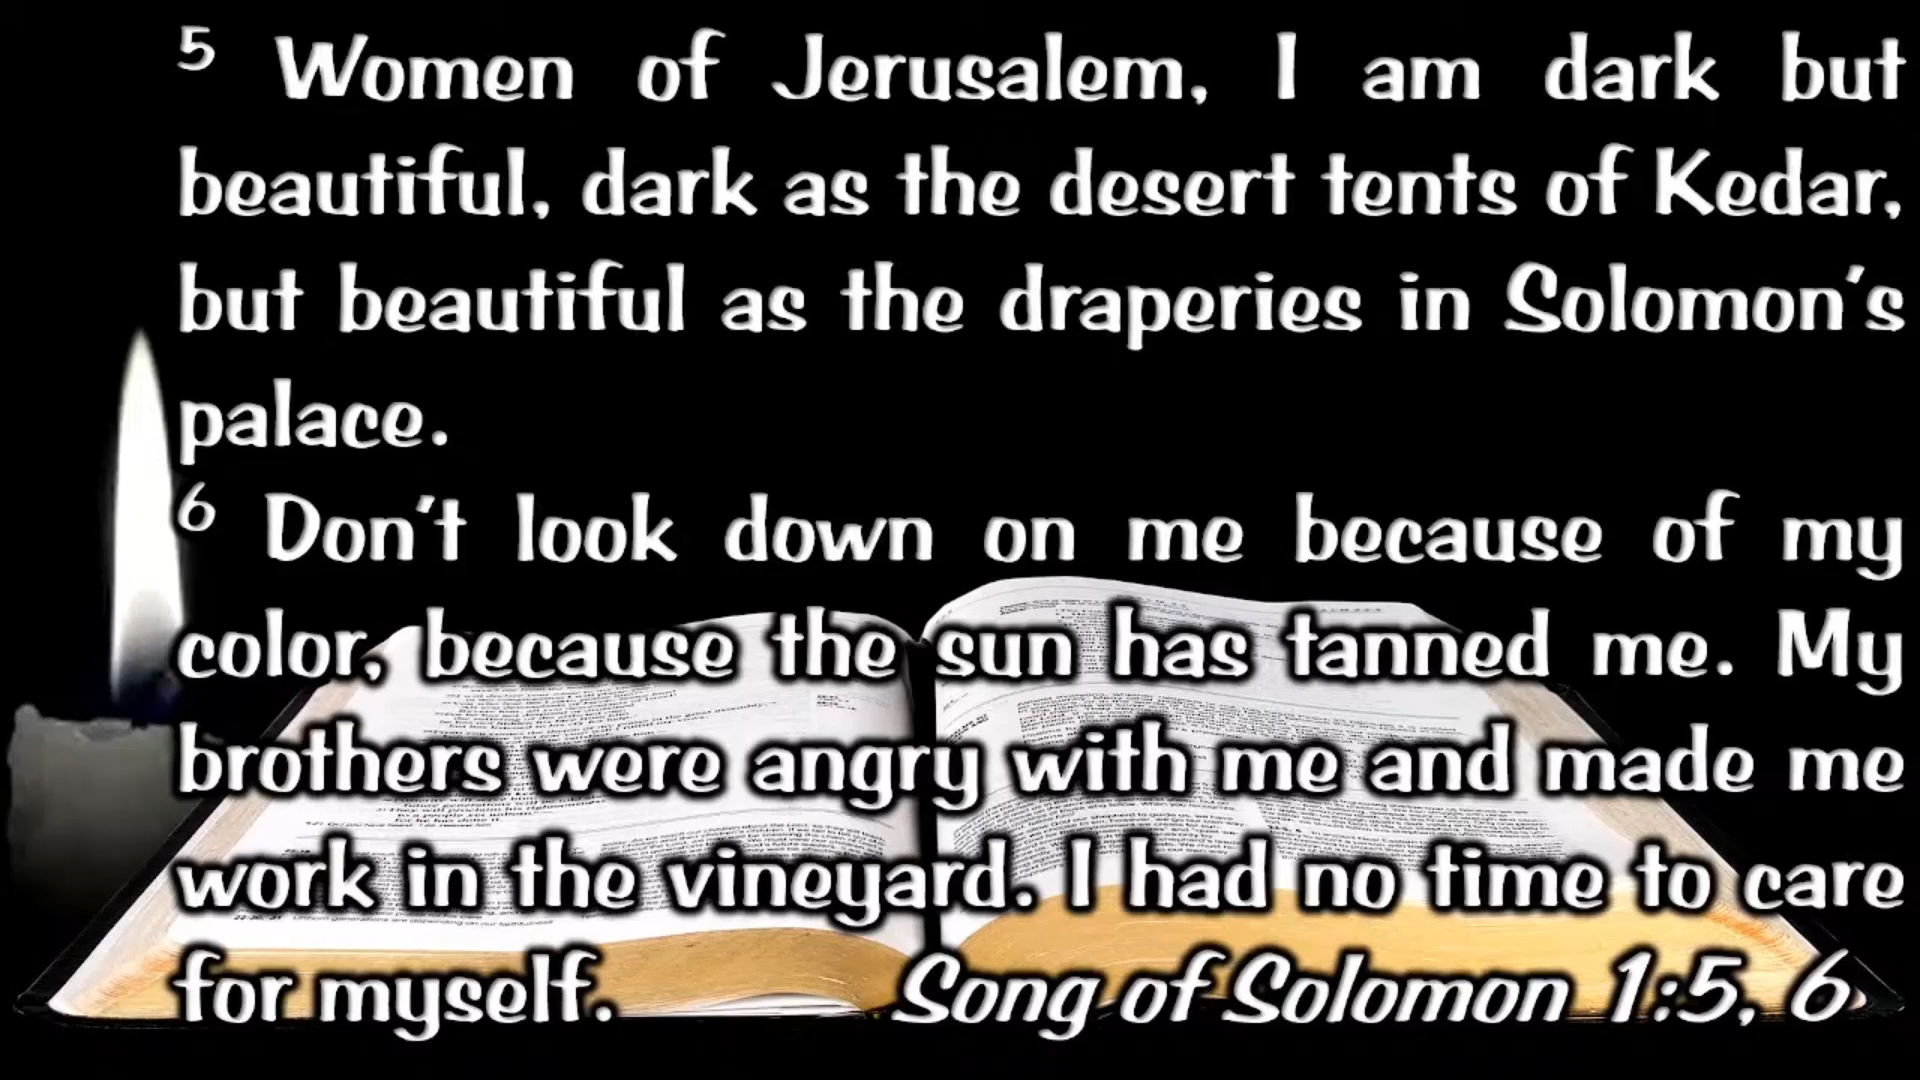 5 Women of Jerusalem, I am dark but
beautiful, dark as the desert tents of Kedar,
but beautiful as the draperies in Solomon’s
palace.
6 Don’t look down on me because of my
color, because the sun has tanned me. My
brothers were angry with me and made me
work in the vineyard. I had no time to care
for myself. Song of Solomon 1:5, 6